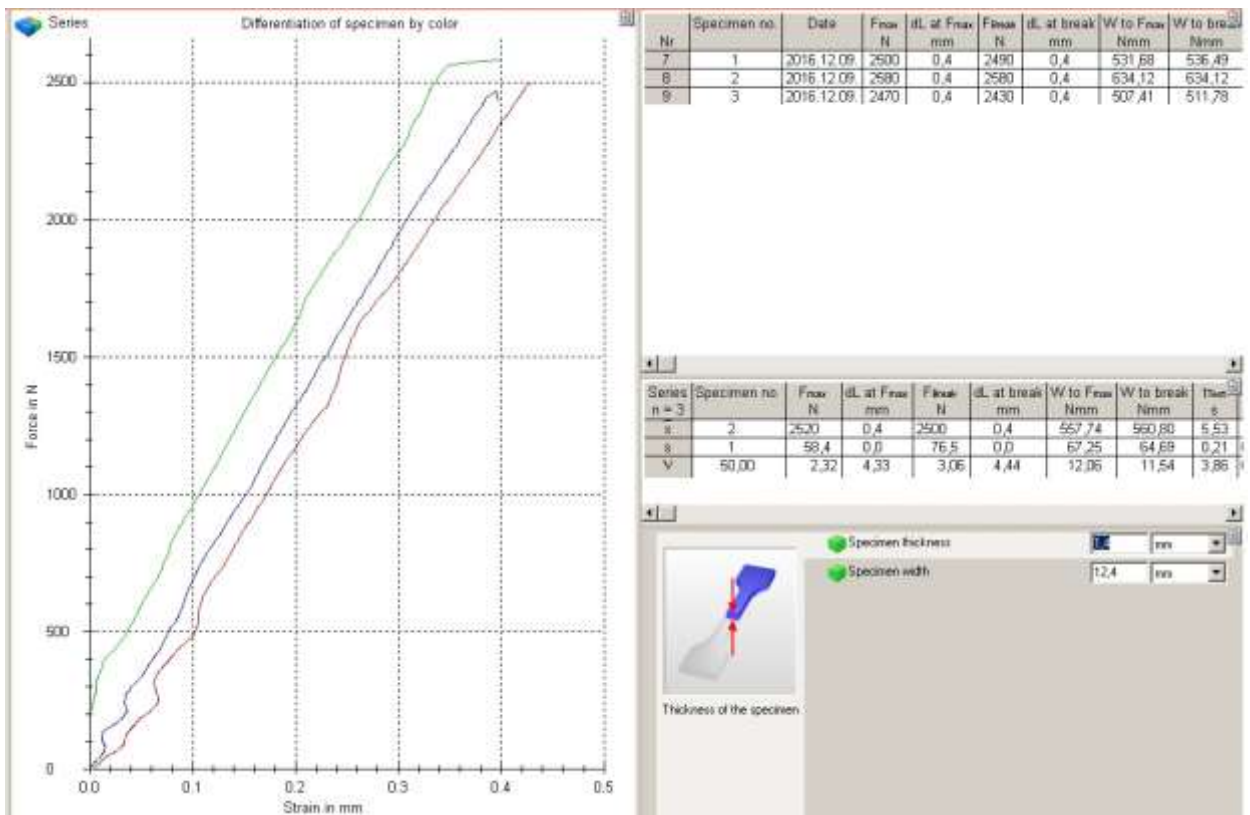 Series
Differentiation of specimen by color
2500
2000
1500
1000
500
0
Force in N
0.0 0.1 0.2 0.3 0.4 0.5
Strain in mm
Specimen no. Date Fmax dL at Fmax FBreak dL at break W to Fmax W to break
Nr N mm N mm Nmm Nmm
7 1 2016.12.09. 2500 0,4 2490 0,4 531,68 536,49
8 2 2016.12.09. 2580 0,4 2580 0,4 634,12 634,12
9 3 2016.12.09. 2470 0,4 2430 0,4 507,41 511,78
Series Specimen no. Fmax dL at Fmax FBreak dL at break W to Fmax W to break tTest
n = 3 N mm N mm Nmm Nmm s
x 2 2520 0,4 2500 0,4 557,74 560,80 5,53
s 1 58,4 0,0 76,5 0,0 67,25 64,69 0,21
V 50,00 2,32 4,33 3,06 4,44 12,06 11,54 3,86
Specimen thickness mm
Specimen width 12,4 mm
Thickness of the specimen